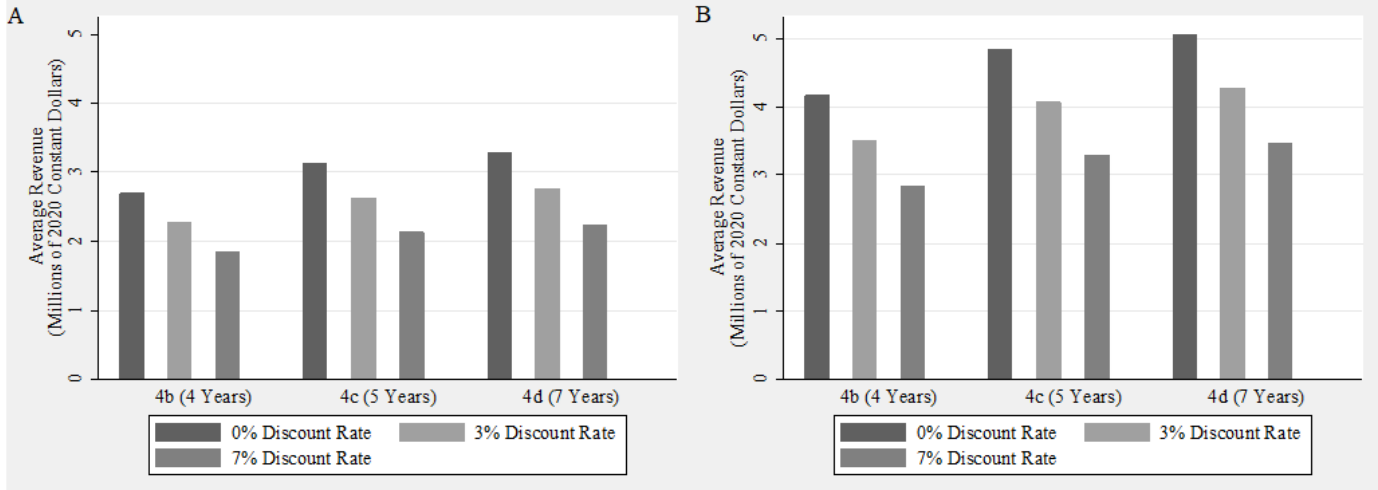 A
Average Revenue
(Millions of 2020 Constant Dollars)
5
4
3
2
1
0
4b (4 Years)
4c (5 Years)
4d (7 Years)
0% Discount Rate
3% Discount Rate
7% Discount Rate
B
Average Revenue
(Millions of 2020 Constant Dollars)
5
4
3
2
1
0
4b (4 Years)
4c (5 Years)
4d (7 Years)
0% Discount Rate
3% Discount Rate
7% Discount Rate